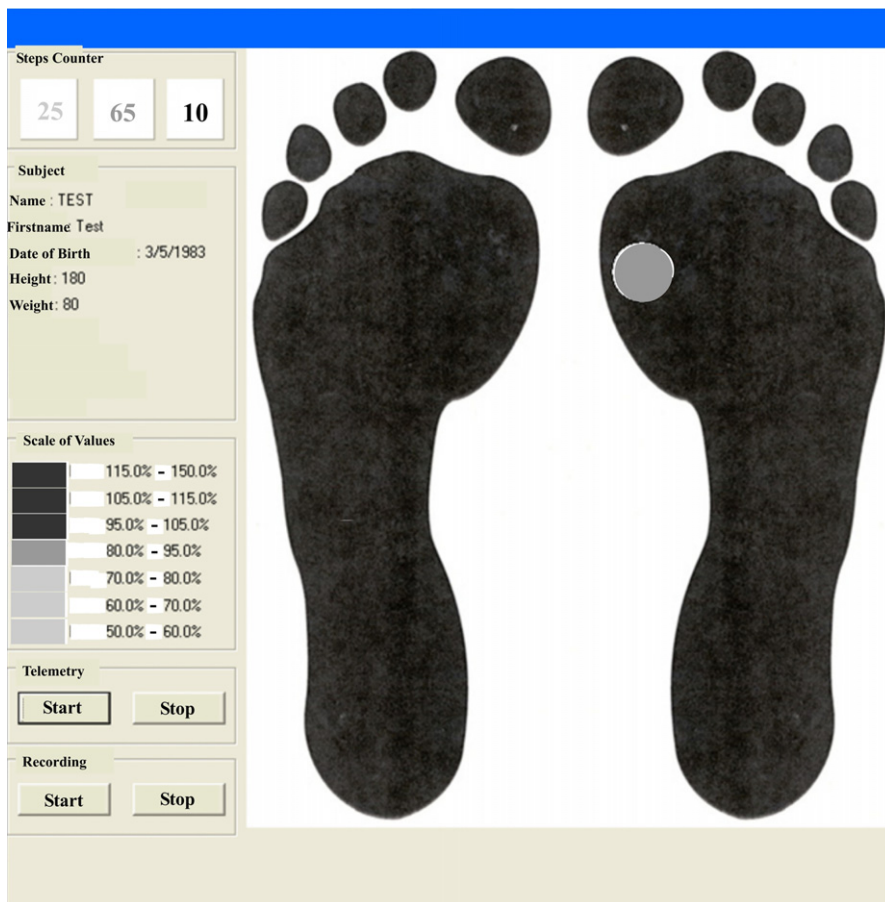 Steps Counter
25 65 10
Subject
Name : TEST
Firstname: Test
Date of Birth : 3/5/1983
Height : 180
Weight: 80
Scale of Values
115.0% - 150.0%
105.0% - 115.0%
95.0% - 105.0%
80.0% - 95.0%
70.0% - 80.0%
60.0% - 70.0%
50.0% - 60.0%
Telemetry
Start Stop
Recording
Start Stop